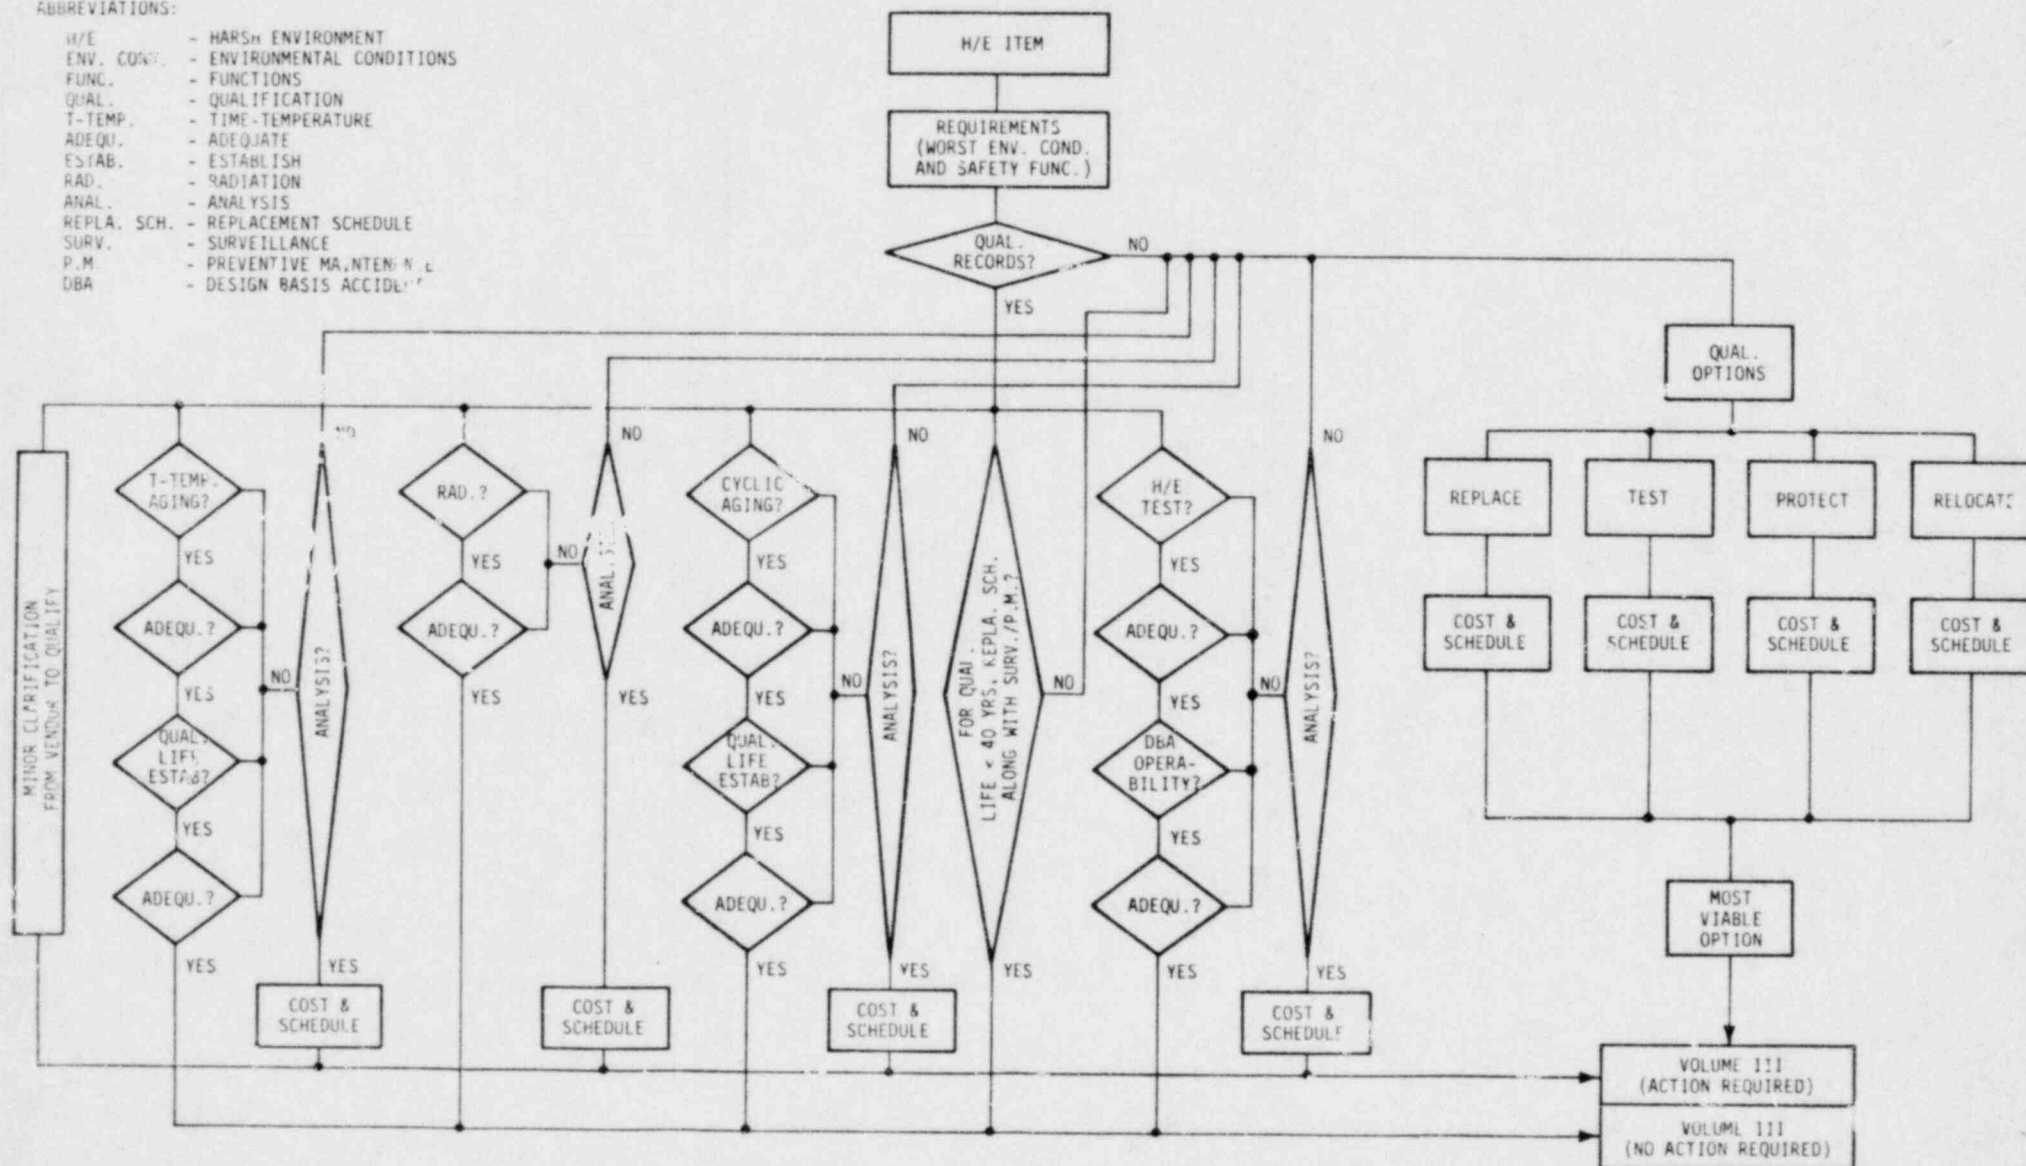 ABBREVIATIONS:
H/E - HARSH ENVIRONMENT
ENV. - ENVIRONMENTAL CONDITIONS
FUNC. - FUNCTIONS
QUAL. - QUALIFICATION
T-TEMP. - TIME-TEMPERATURE
ADEQU. - ADEQUATE
ESTAB. - ESTABLISH
RAD. - RADIATION
ANAL. - ANALYSIS
REPLA. SCH. - REPLACEMENT SCHEDULE
SURV. - SURVEILLANCE
P.M. - PREVENTIVE
DBA - DESIGN BASIS
H/E ITEM
REQUIREMENTS
(WORST ENV. COND.
AND SAFETY FUNC.)
QUAL.
RECORDS?
NO
YES
QUAL.
OPTIONS
REPLACE
TEST
PROTECT
RELOCATE
COST &
SCHEDULE
COST &
SCHEDULE
COST &
SCHEDULE
COST &
SCHEDULE
MOST
VIABLE
OPTION
MINOR CLARIFICATION
FROM VENDOR TO QUALIFY
T-TEMP.
AGING?
YES
ADEQU.?
YES
QUAL.
LIFE
ESTAB?
YES
ADEQU.?
YES
NO
NO
ANALYSIS?
YES
COST &
SCHEDULE
RAD.?
YES
ADEQU.?
YES
NO
NO
ANAL.
YES
COST &
SCHEDULE
CYCLIC
AGING?
YES
ADEQU.?
YES
QUAL.
LIFE
ESTAB?
YES
ADEQU.?
YES
NO
NO
ANALYSIS?
YES
COST &
SCHEDULE
FOR QUAL.
LIFE < 40 YRS. REPLA. SCH.
ALONG WITH SURV./P.M.?
NO
YES
H/E
TEST?
YES
ADEQU.?
YES
DBA
OPERA-
BILITY?
YES
ADEQU.?
YES
NO
NO
ANALYSIS?
YES
COST &
SCHEDULE
VOLUME III
(ACTION REQUIRED)
VOLUME III
(NO ACTION REQUIRED)